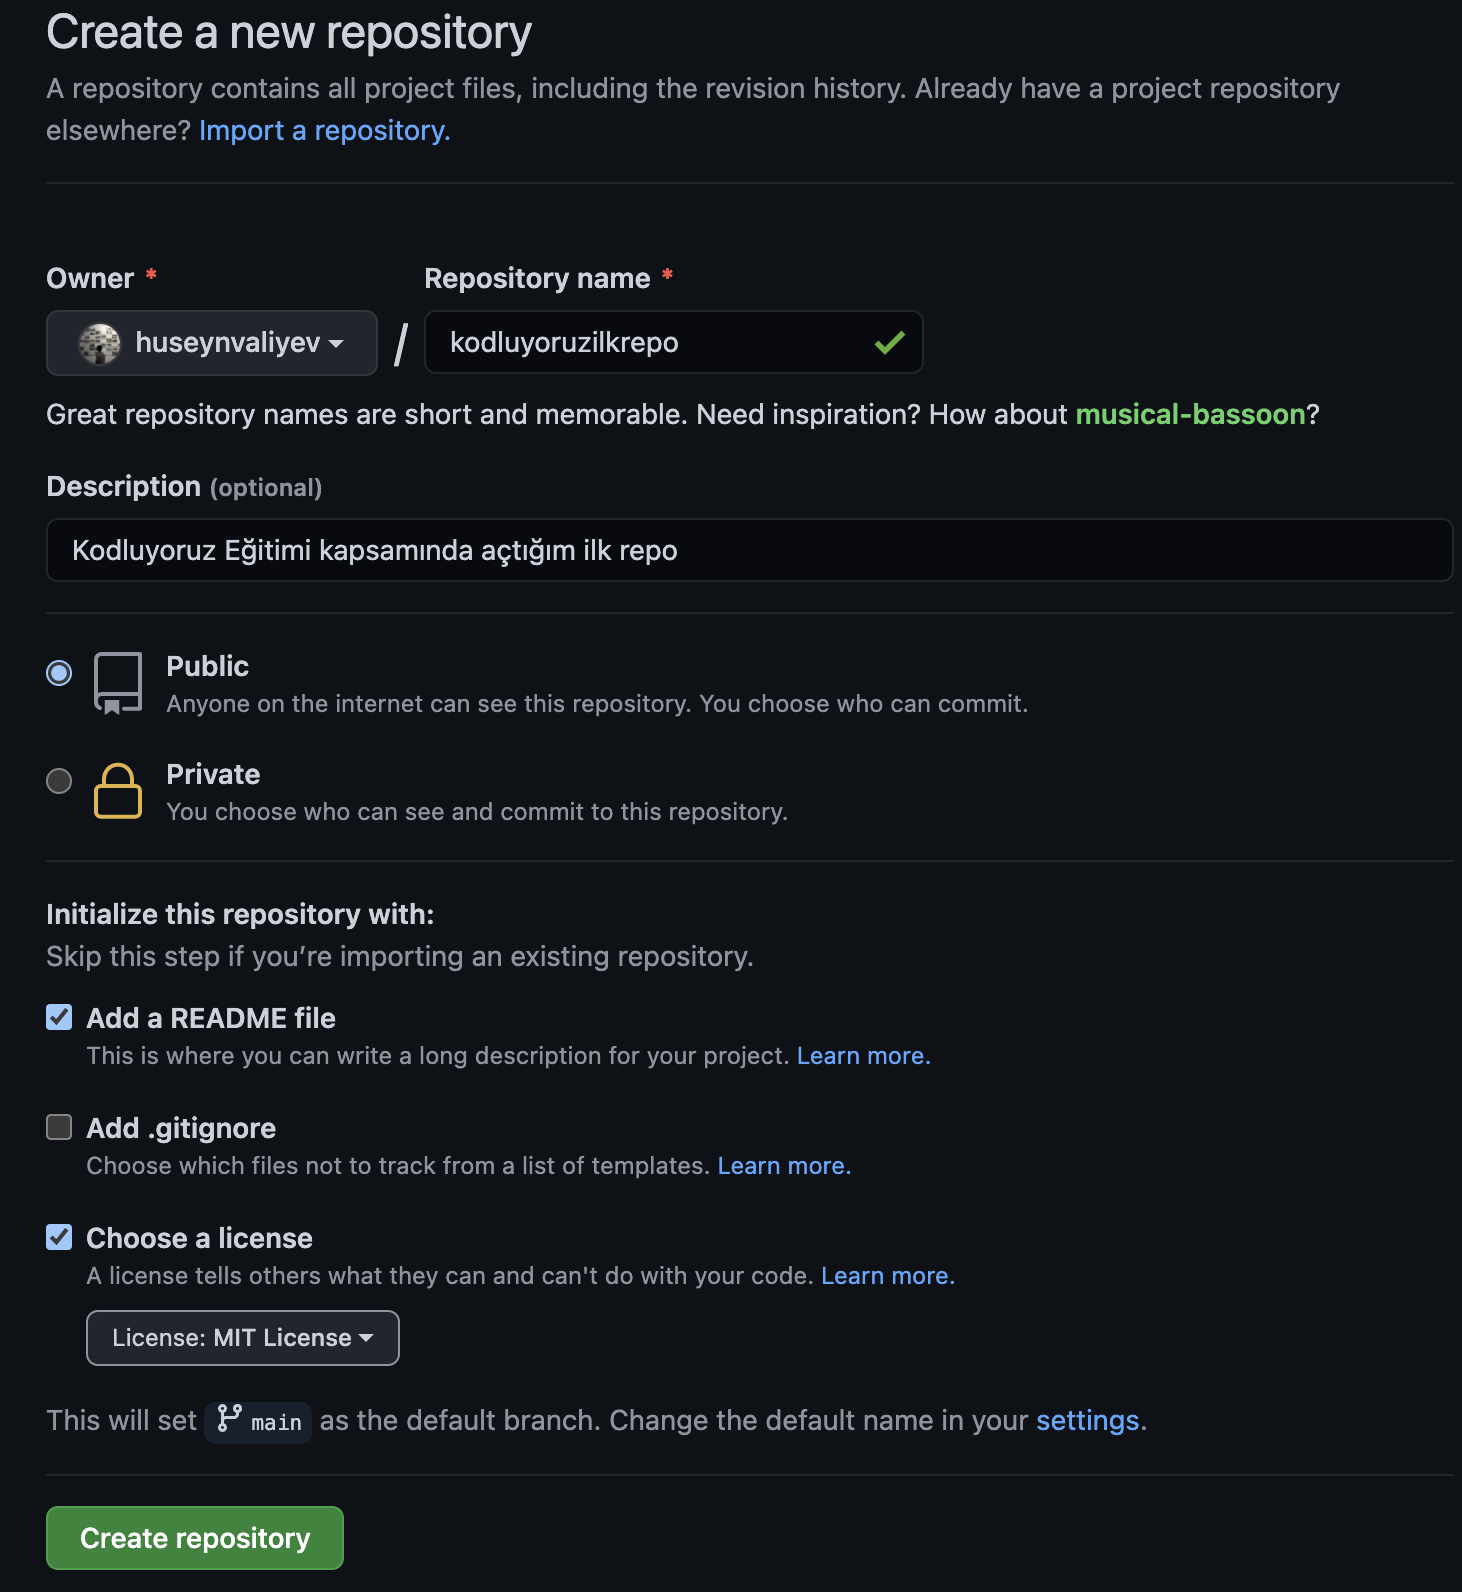 Create a new repository
A repository contains all project files, including the revision history. Already have a project repository
elsewhere? Import a repository.
Owner *
Repository name *
huseynvaliyev / kodluyoruzilkrepo
Great repository names are short and memorable. Need inspiration? How about musical-bassoon?
Description (optional)
Kodluyoruz Eğitimi kapsamında açtığım ilk repo
Public
Anyone on the internet can see this repository. You choose who can commit.
Private
You choose who can see and commit to this repository.
Initialize this repository with:
Skip this step if you’re importing an existing repository.
Add a README file
This is where you can write a long description for your project. Learn more.
Add .gitignore
Choose which files not to track from a list of templates. Learn more.
Choose a license
A license tells others what they can and can't do with your code. Learn more.
License: MIT License
This will set main as the default branch. Change the default name in your settings.
Create repository